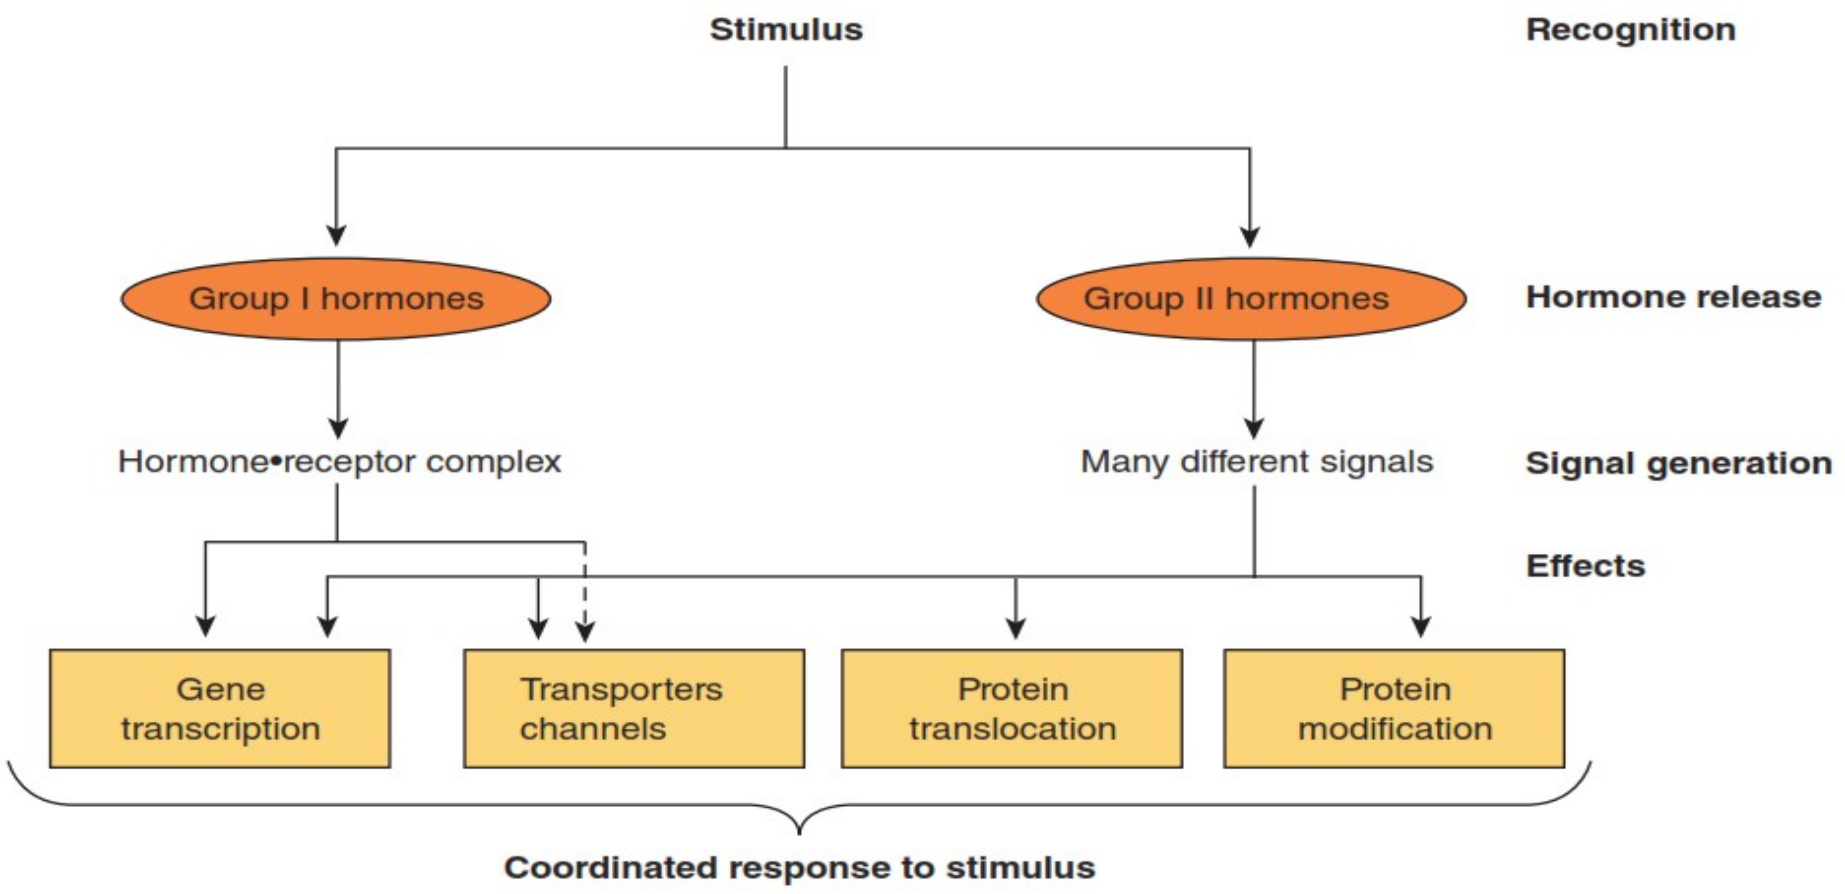 Stimulus
Recognition
Group I hormones
Group II hormones
Hormone release
Hormone•receptor complex
Many different signals
Signal generation
Effects
Gene
transcription
Transporters
channels
Protein
translocation
Protein
modification
Coordinated response to stimulus